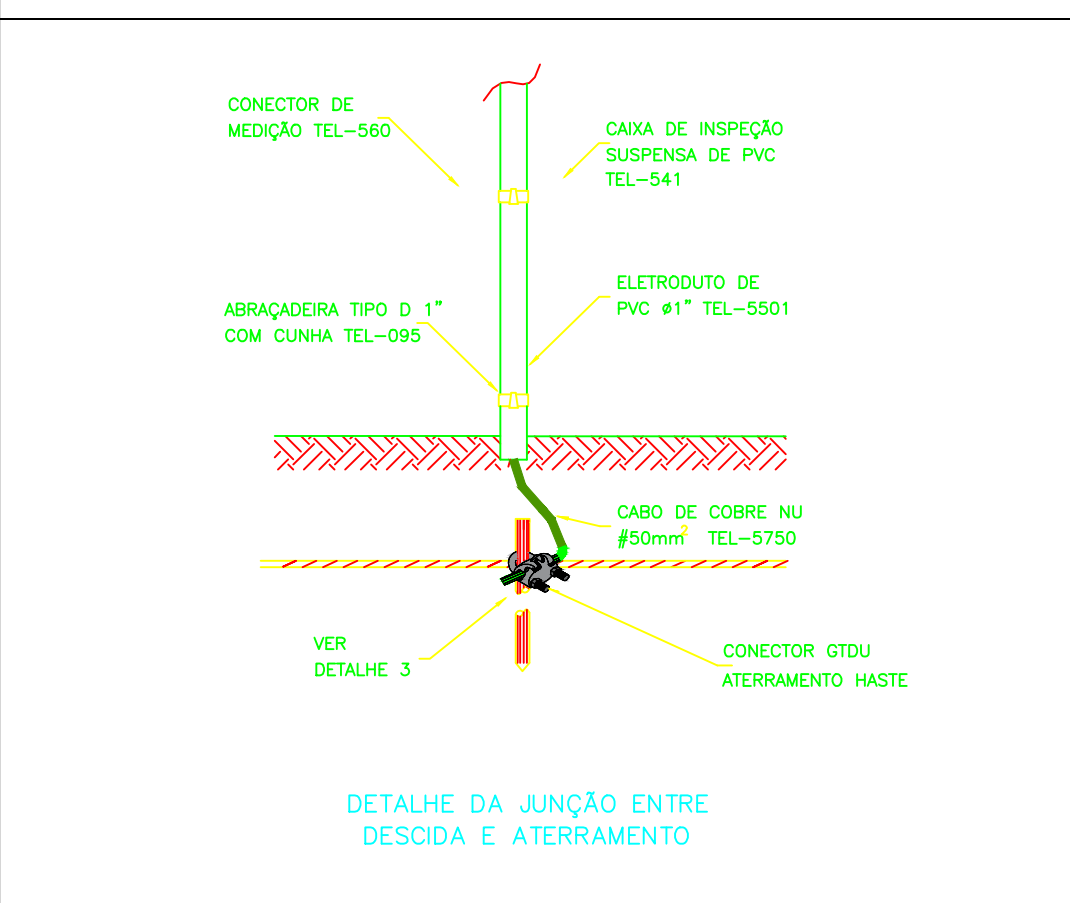 CONECTOR DE
MEDIÇÃO TEL-560
CAIXA DE INSPEÇÃO
SUSPENSA DE PVC
TEL-541
ELETRODUTO DE
PVC ø1" TEL-5501
ABRAÇADEIRA TIPO D 1"
COM CUNHA TEL-095
CABO DE COBRE NU
#50mm² TEL-5750
VER
DETALHE 3
CONECTOR GTDU
ATERRAMENTO HASTE
DETALHE DA JUNÇÃO ENTRE
DESCIDA E ATERRAMENTO